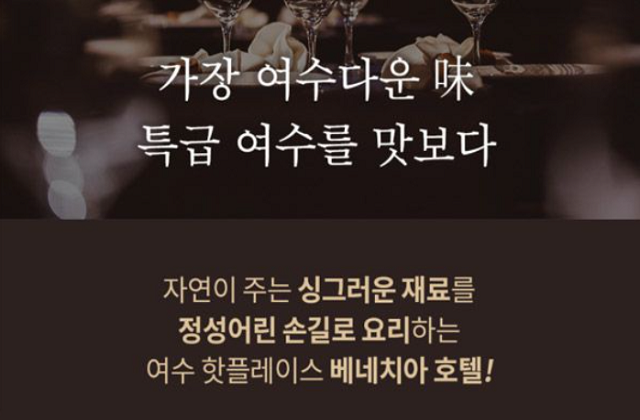 가장 여수다운 味
특급 여수를 맛보다
자연이 주는 싱그러운 재료를
정성어린 손길로 요리하는
여수 핫플레이스 베네치아 호텔!